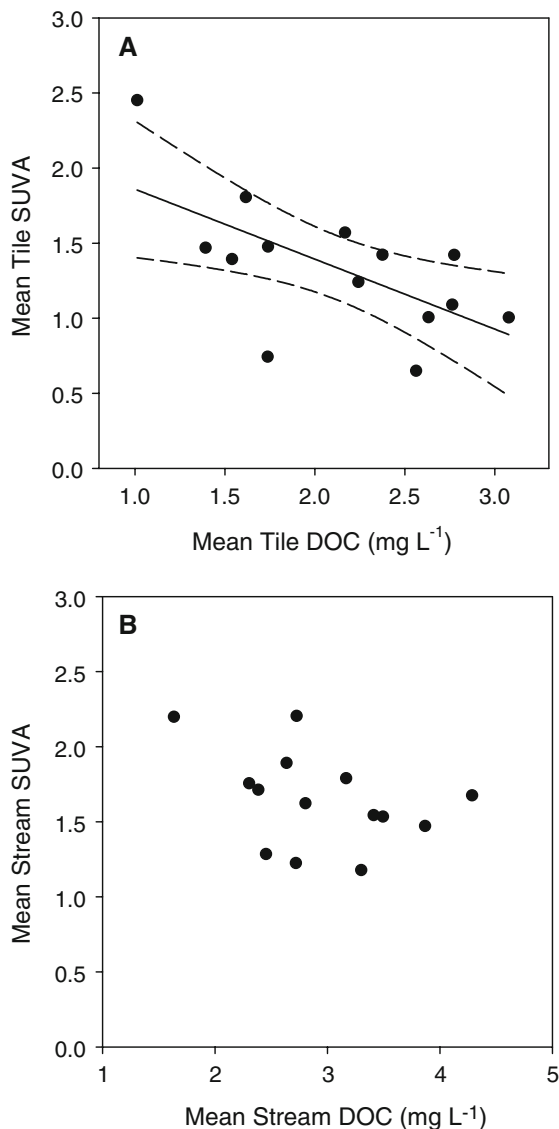 A
3.0
2.5
2.0
1.5
1.0
0.5
0.0
Mean Tile SUVA
1.0 1.5 2.0 2.5 3.0
Mean Tile DOC (mg L⁻¹)
B
3.0
2.5
2.0
1.5
1.0
0.5
0.0
Mean Stream SUVA
1 2 3 4 5
Mean Stream DOC (mg L⁻¹)